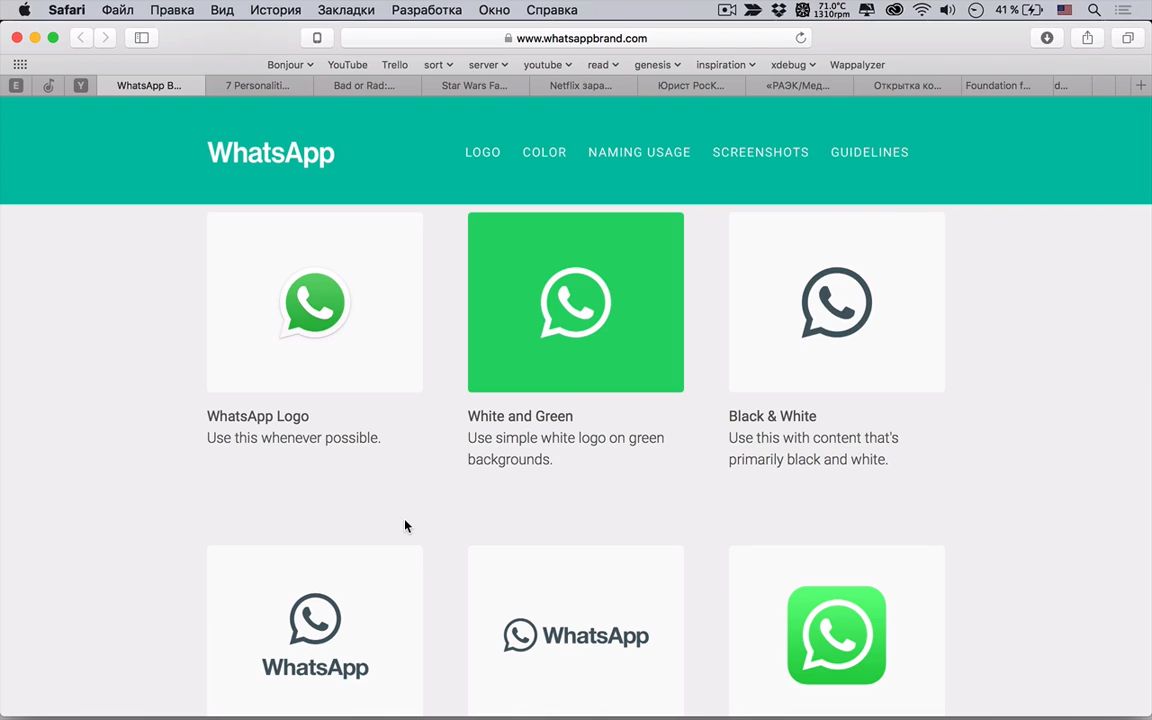 Safari Файл Правка Вид История Закладки Разработка Окно Справка 71.0°C 1310rpm 41 %
www.whatsappbrand.com
Bonjour YouTube Trello sort server youtube read genesis inspiration xdebug Wappalyzer
E Y WhatsApp B... 7 Personaliti... Bad or Rad:... Star Wars Fa... Netflix зара... Юрист РосК... «РАЭК/Мед... Открытка ко... Foundation f... d...
WhatsApp LOGO COLOR NAMING USAGE SCREENSHOTS GUIDELINES
WhatsApp Logo
Use this whenever possible.
White and Green
Use simple white logo on green
backgrounds.
Black & White
Use this with content that's
primarily black and white.
WhatsApp
WhatsApp